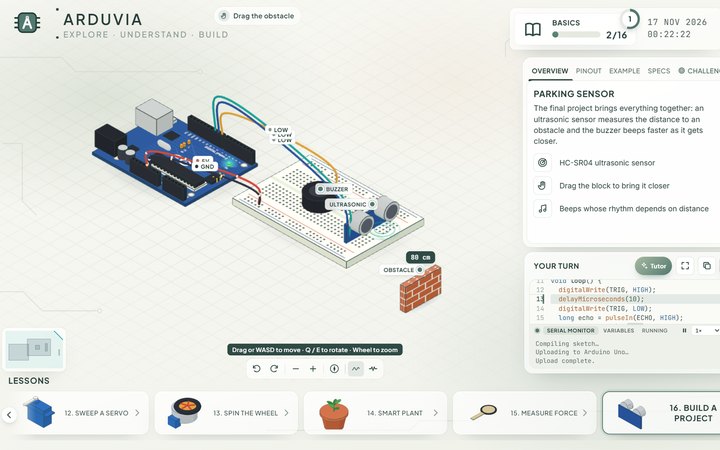 ARDUVIA
EXPLORE · UNDERSTAND · BUILD
Drag the obstacle
BASICS
2/16
1
17 NOV 2026
00:22:22
OVERVIEW PINOUT EXAMPLE SPECS CHALLEN
PARKING SENSOR
The final project brings everything together: an
ultrasonic sensor measures the distance to an
obstacle and the buzzer beeps faster as it gets
closer.
HC-SR04 ultrasonic sensor
Drag the block to bring it closer
Beeps whose rhythm depends on distance
LOW
LOW
5V
GND
BUZZER
ULTRASONIC
80 cm
OBSTACLE
YOUR TURN
Tutor
11 void loop() {
12 digitalWrite(TRIG, HIGH);
13 delayMicroseconds(10);
14 digitalWrite(TRIG, LOW);
15 long echo = pulseIn(ECHO, HIGH);
SERIAL MONITOR VARIABLES RUNNING 1×
Compiling sketch…
Uploading to Arduino Uno…
Upload complete.
Drag or WASD to move · Q / E to rotate · Wheel to zoom
LESSONS
12. SWEEP A SERVO
13. SPIN THE WHEEL
14. SMART PLANT
15. MEASURE FORCE
16. BUILD A
PROJECT